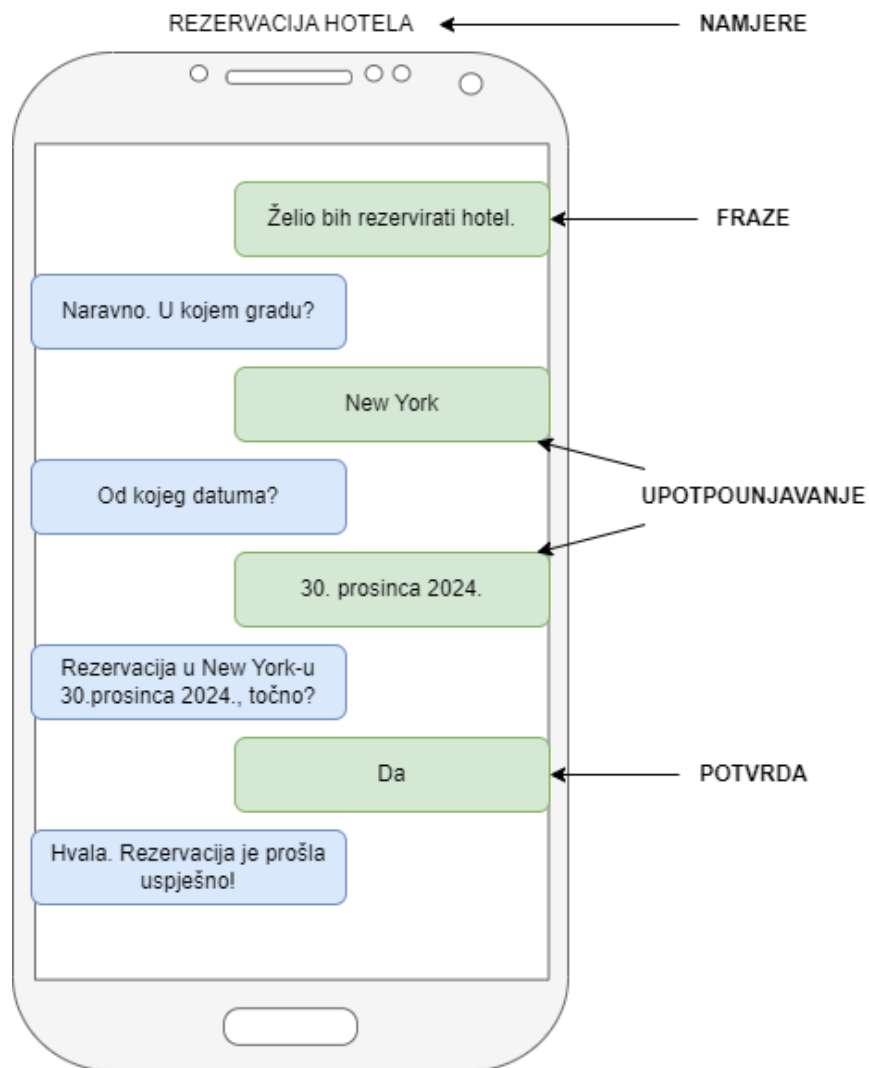 REZERVACIJA HOTELA
NAMJERE
Želio bih rezervirati hotel.
FRAZE
Naravno. U kojem gradu?
New York
Od kojeg datuma?
UPOTPOUNJAVANJE
30. prosinca 2024.
Rezervacija u New York-u
30.prosinca 2024., točno?
Da
POTVRDA
Hvala. Rezervacija je prošla
uspješno!